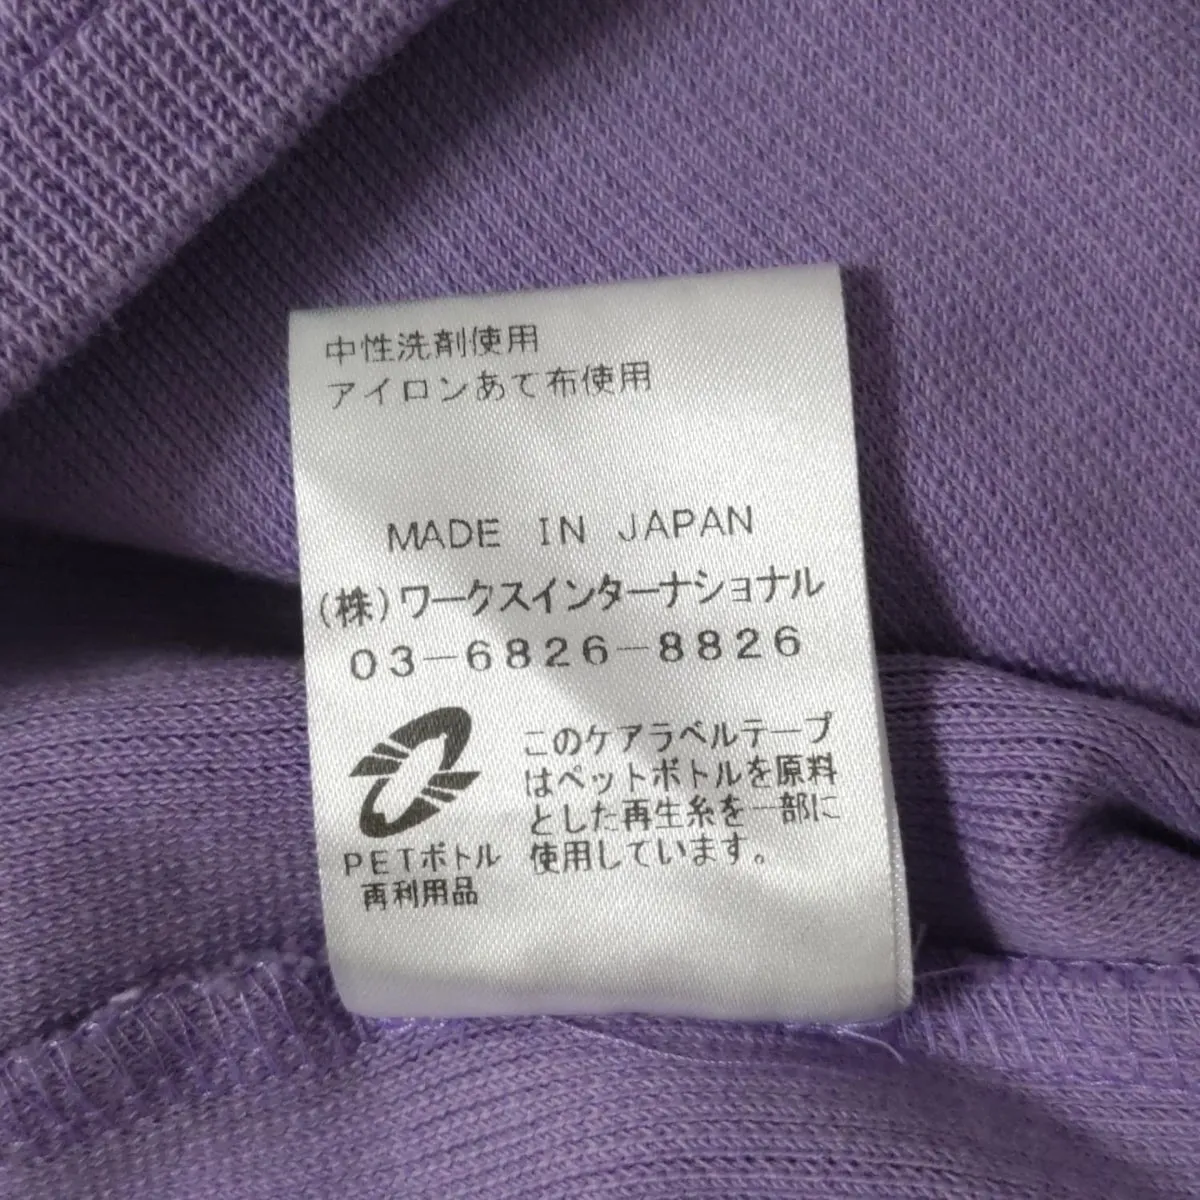 中性洗剤使用
アイロンあて布使用
MADE IN JAPAN
(株)ワークスインターナショナル
03-6826-8826
このケアラベルテープ
はペットボトルを原料
とした再生糸を一部に
使用しています。
PETボトル
再利用品